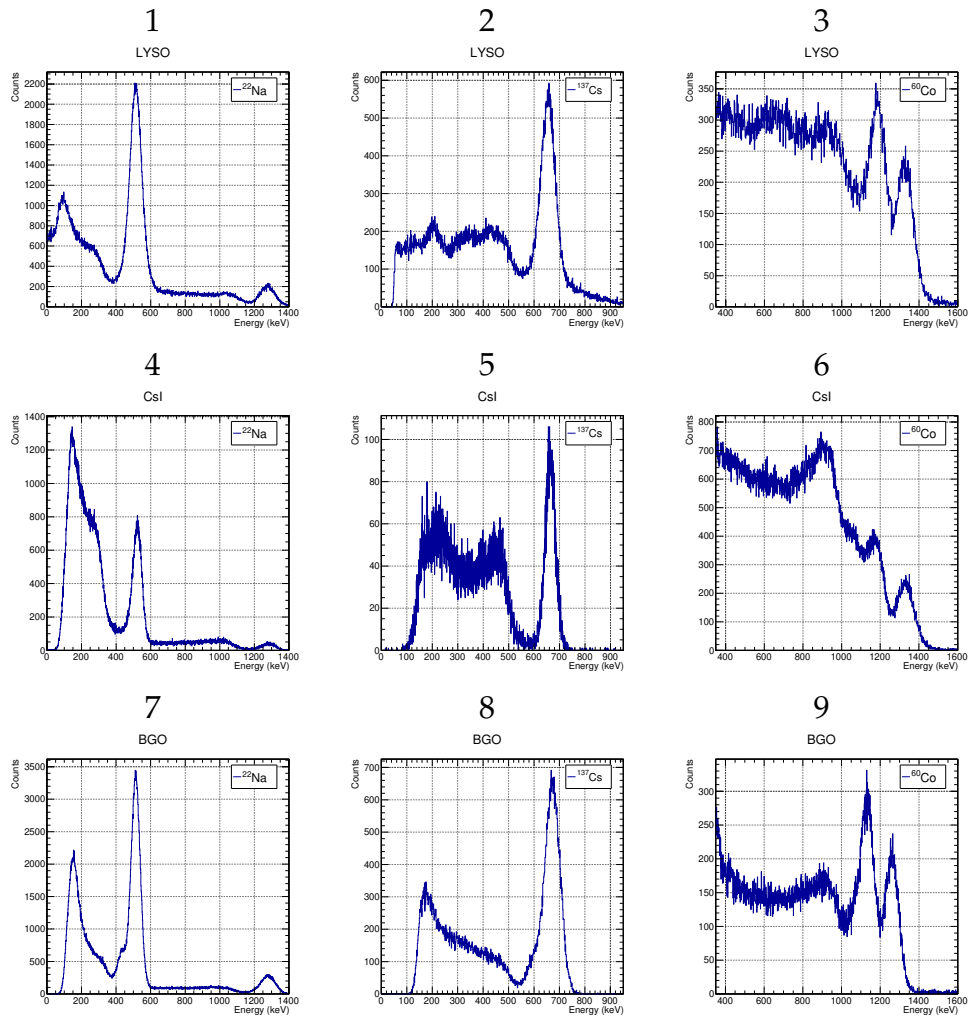 1
LYSO
Counts
²²Na
2200
2000
1800
1600
1400
1200
1000
800
600
400
200
0
0 200 400 600 800 1000 1200 1400
Energy (keV)
2
LYSO
Counts
¹³⁷Cs
600
500
400
300
200
100
0
0 100 200 300 400 500 600 700 800 900
Energy (keV)
3
LYSO
Counts
⁶⁰Co
350
300
250
200
150
100
50
0
400 600 800 1000 1200 1400 1600
Energy (keV)
4
CsI
Counts
²²Na
1400
1200
1000
800
600
400
200
0
0 200 400 600 800 1000 1200 1400
Energy (keV)
5
CsI
Counts
¹³⁷Cs
100
80
60
40
20
0
0 100 200 300 400 500 600 700 800 900
Energy (keV)
6
CsI
Counts
⁶⁰Co
800
700
600
500
400
300
200
100
0
400 600 800 1000 1200 1400 1600
Energy (keV)
7
BGO
Counts
²²Na
3500
3000
2500
2000
1500
1000
500
0
0 200 400 600 800 1000 1200 1400
Energy (keV)
8
BGO
Counts
¹³⁷Cs
700
600
500
400
300
200
100
0
0 100 200 300 400 500 600 700 800 900
Energy (keV)
9
BGO
Counts
⁶⁰Co
300
250
200
150
100
50
0
400 600 800 1000 1200 1400 1600
Energy (keV)